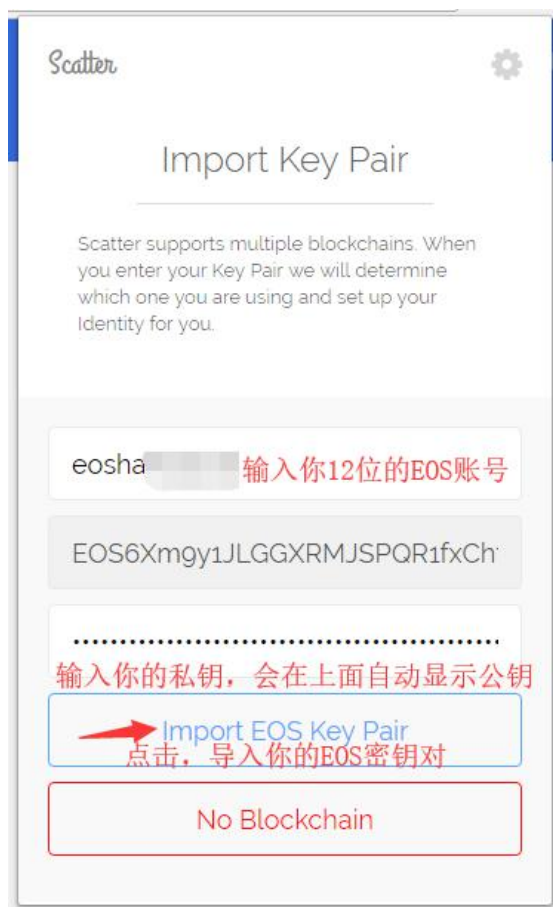 Scatter
Import Key Pair
Scatter supports multiple blockchains. When
you enter your Key Pair we will determine
which one you are using and set up your
Identity for you.
eosha 输入你12位的EOS账号
EOS6Xm9y1JLGGXRMJSPQR1fxCh
输入你的私钥，会在上面自动显示公钥
Import EOS Key Pair
点击，导入你的EOS密钥对
No Blockchain